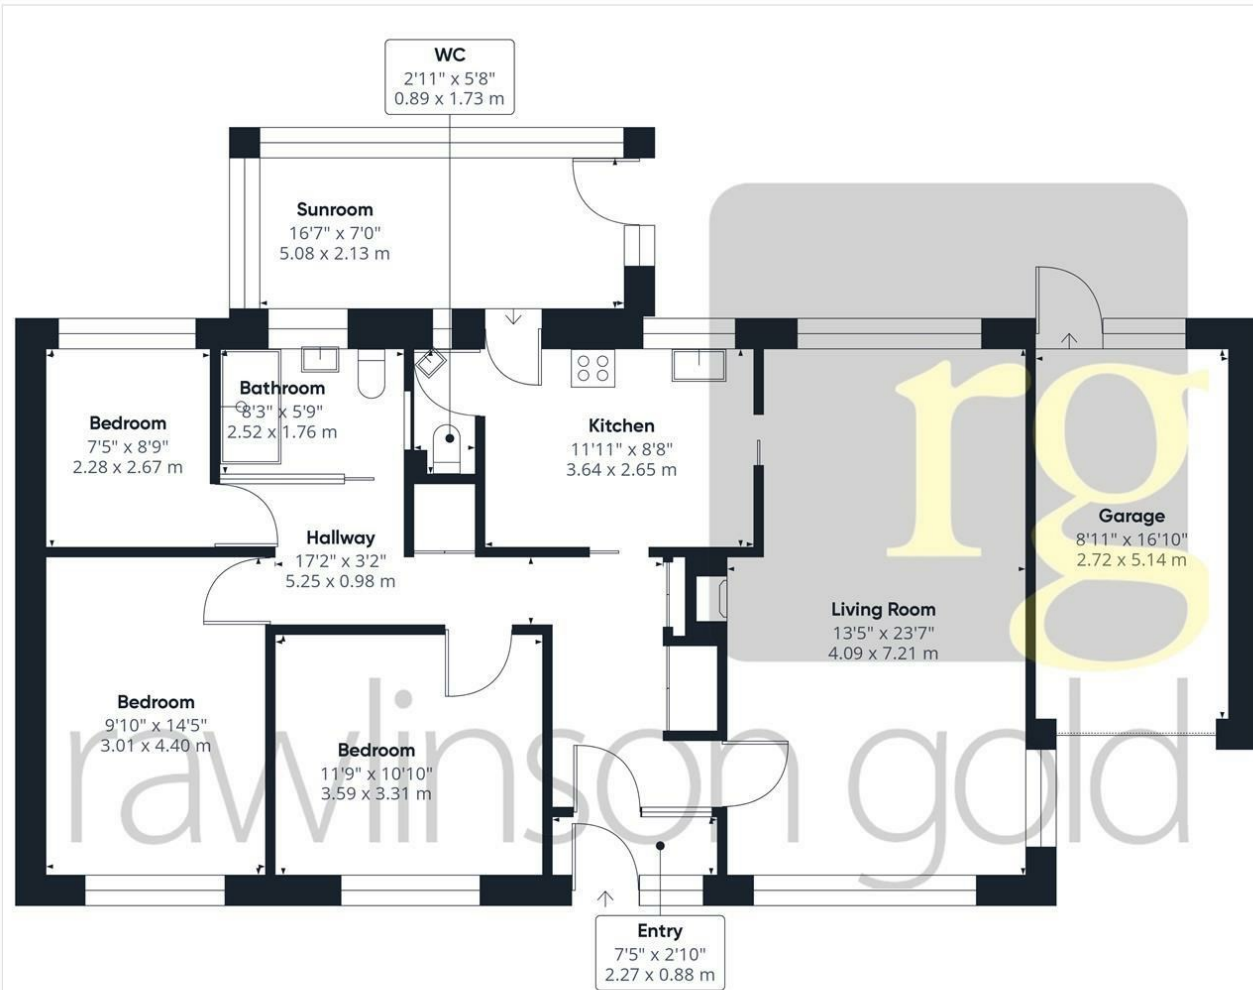 WC
2'11" x 5'8"
0.89 x 1.73 m
Sunroom
16'7" x 7'0"
5.08 x 2.13 m
Bathroom
8'3" x 5'9"
2.52 x 1.76 m
Bedroom
7'5" x 8'9"
2.28 x 2.67 m
Kitchen
11'11" x 8'8"
3.64 x 2.65 m
Hallway
17'2" x 3'2"
5.25 x 0.98 m
rg
Garage
8'11" x 16'10"
2.72 x 5.14 m
Living Room
13'5" x 23'7"
4.09 x 7.21 m
Bedroom
9'10" x 14'5"
3.01 x 4.40 m
Bedroom
11'9" x 10'10"
3.59 x 3.31 m
rawlinson gold
Entry
7'5" x 2'10"
2.27 x 0.88 m